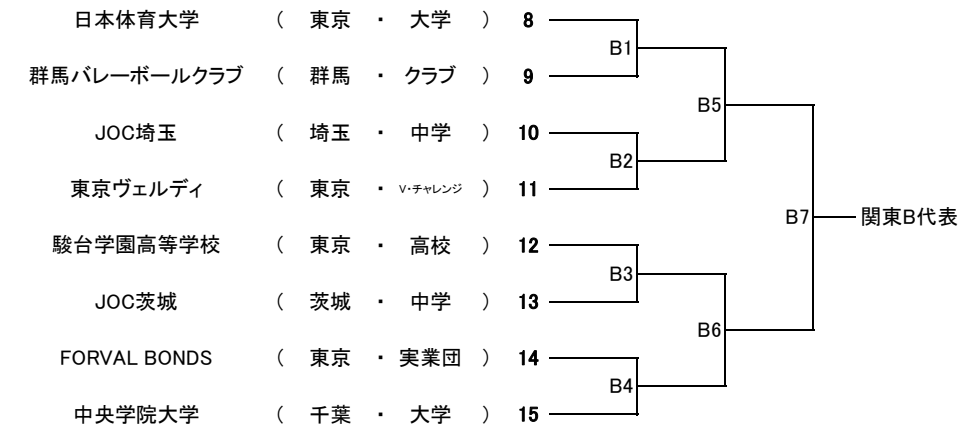 日本体育大学 ( 東京 ・ 大学 ) 8
B1
群馬バレーボールクラブ ( 群馬 ・ クラブ ) 9
B5
JOC埼玉 ( 埼玉 ・ 中学 ) 10
B2
東京ヴェルディ ( 東京 ・ V・チャレンジ ) 11
B7 関東B代表
駿台学園高等学校 ( 東京 ・ 高校 ) 12
B3
JOC茨城 ( 茨城 ・ 中学 ) 13
B6
FORVAL BONDS ( 東京 ・ 実業団 ) 14
B4
中央学院大学 ( 千葉 ・ 大学 ) 15